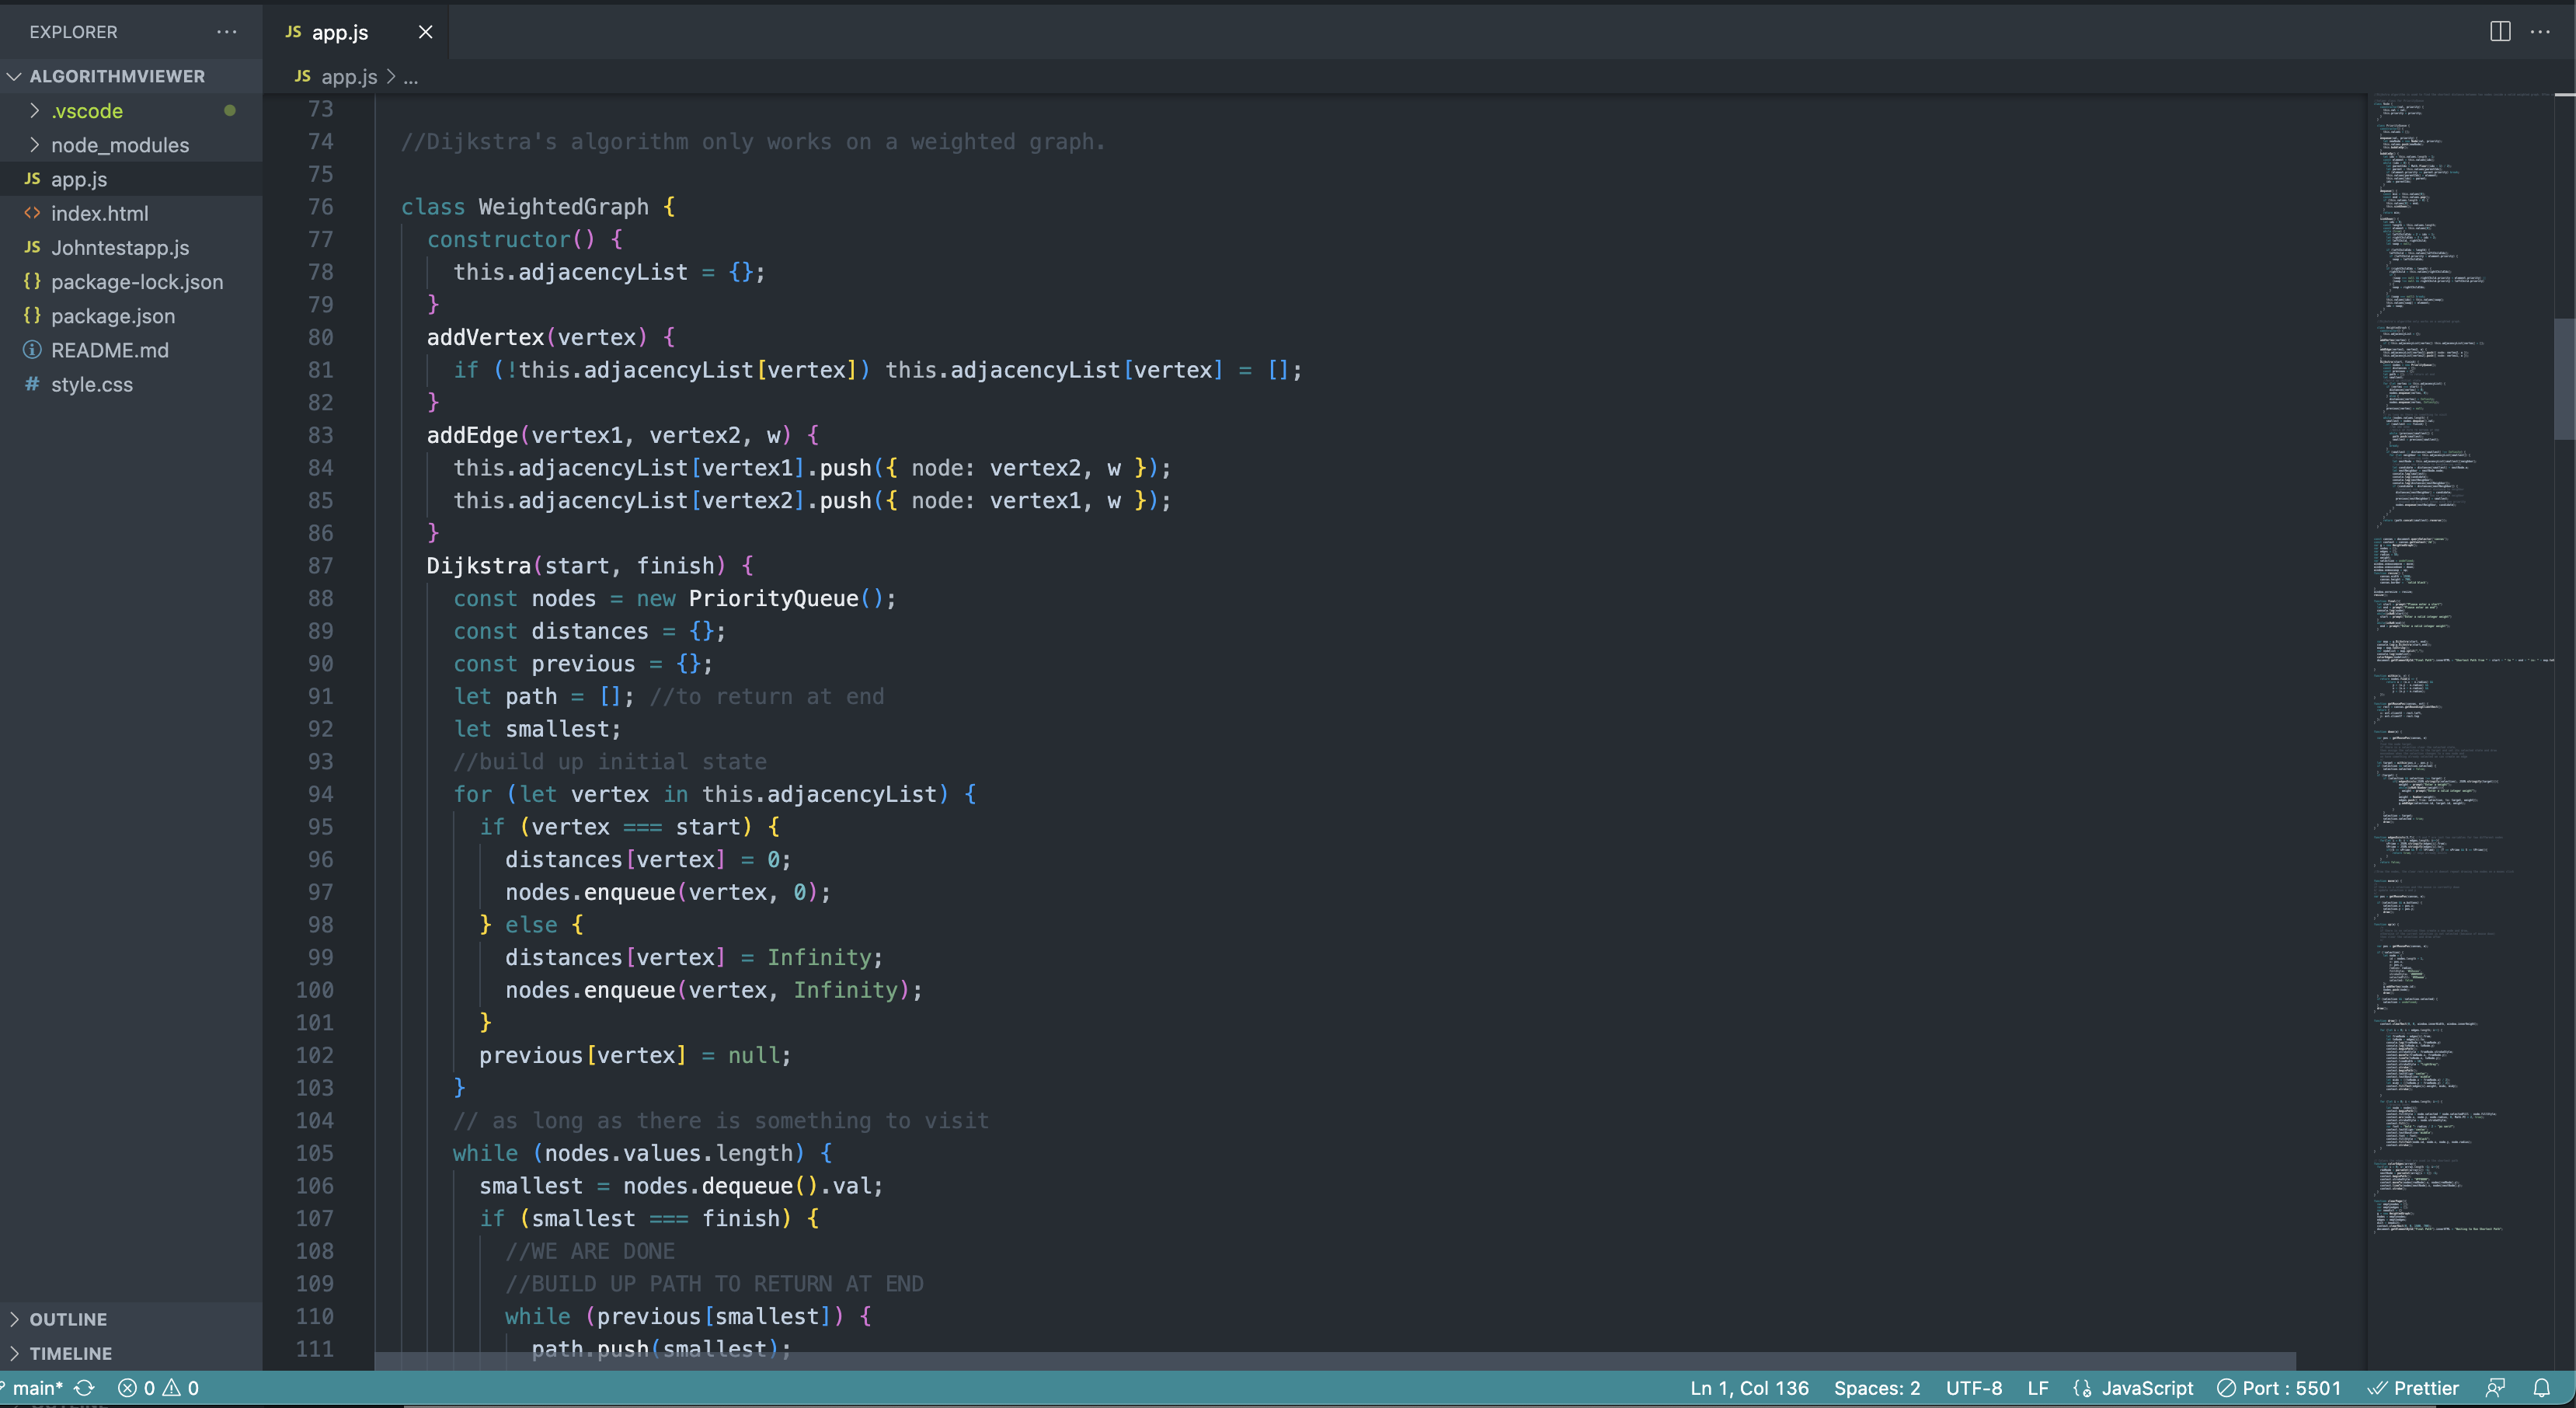 EXPLORER
JS app.js
ALGORITHMVIEWER
JS app.js > ...
.vscode
node_modules
JS app.js
<> index.html
JS Johntestapp.js
{} package-lock.json
{} package.json
README.md
# style.css
OUTLINE
TIMELINE
73
74 //Dijkstra's algorithm only works on a weighted graph.
75
76 class WeightedGraph {
77 constructor() {
78 this.adjacencyList = {};
79 }
80 addVertex(vertex) {
81 if (!this.adjacencyList[vertex]) this.adjacencyList[vertex] = [];
82 }
83 addEdge(vertex1, vertex2, w) {
84 this.adjacencyList[vertex1].push({ node: vertex2, w });
85 this.adjacencyList[vertex2].push({ node: vertex1, w });
86 }
87 Dijkstra(start, finish) {
88 const nodes = new PriorityQueue();
89 const distances = {};
90 const previous = {};
91 let path = []; //to return at end
92 let smallest;
93 //build up initial state
94 for (let vertex in this.adjacencyList) {
95 if (vertex === start) {
96 distances[vertex] = 0;
97 nodes.enqueue(vertex, 0);
98 } else {
99 distances[vertex] = Infinity;
100 nodes.enqueue(vertex, Infinity);
101 }
102 previous[vertex] = null;
103 }
104 // as long as there is something to visit
105 while (nodes.values.length) {
106 smallest = nodes.dequeue().val;
107 if (smallest === finish) {
108 //WE ARE DONE
109 //BUILD UP PATH TO RETURN AT END
110 while (previous[smallest]) {
111 path.push(smallest);
main* 0 0 Ln 1, Col 136 Spaces: 2 UTF-8 LF JavaScript Port : 5501 Prettier